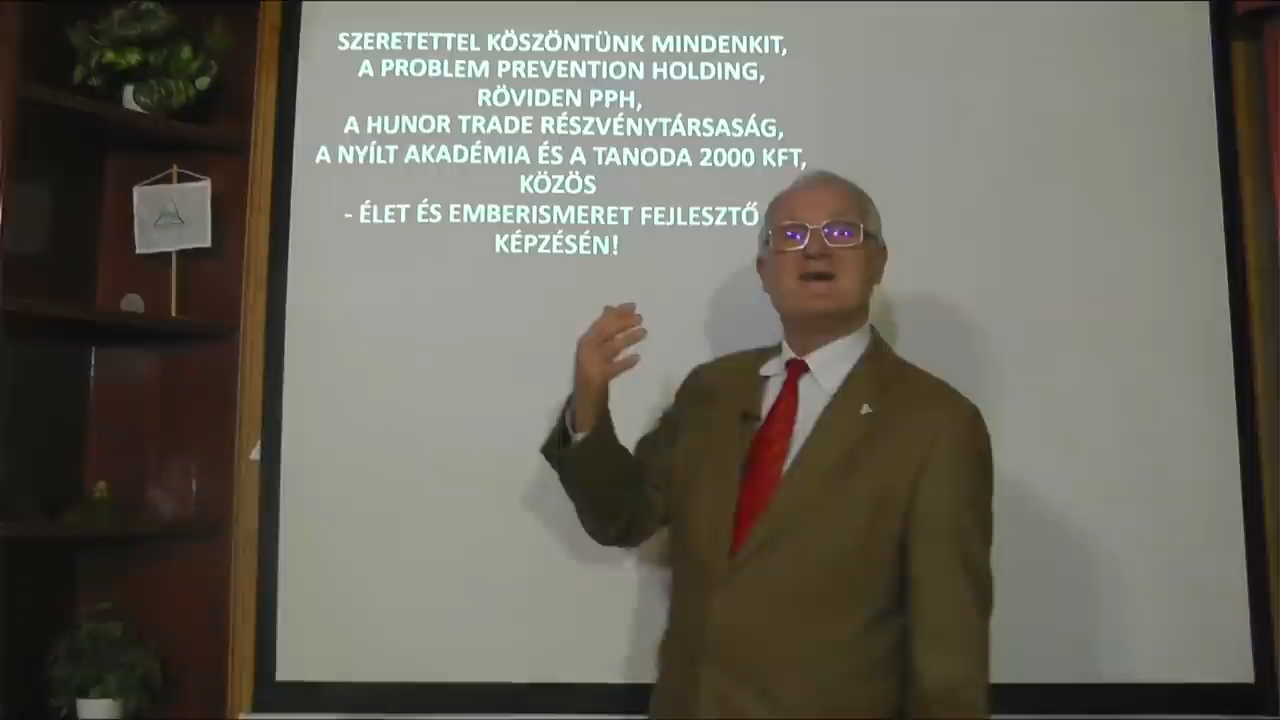 SZERETETTEL KÖSZÖNTÜNK MINDENKIT,
A PROBLEM PREVENTION HOLDING,
RÖVIDEN PPH,
A HUNOR TRADE RÉSZVÉNYTÁRSASÁG,
A NYÍLT AKADÉMIA ÉS A TANODA 2000 KFT,
KÖZÖS
- ÉLET ÉS EMBERISMERET FEJLESZTŐ
KÉPZÉSÉN!